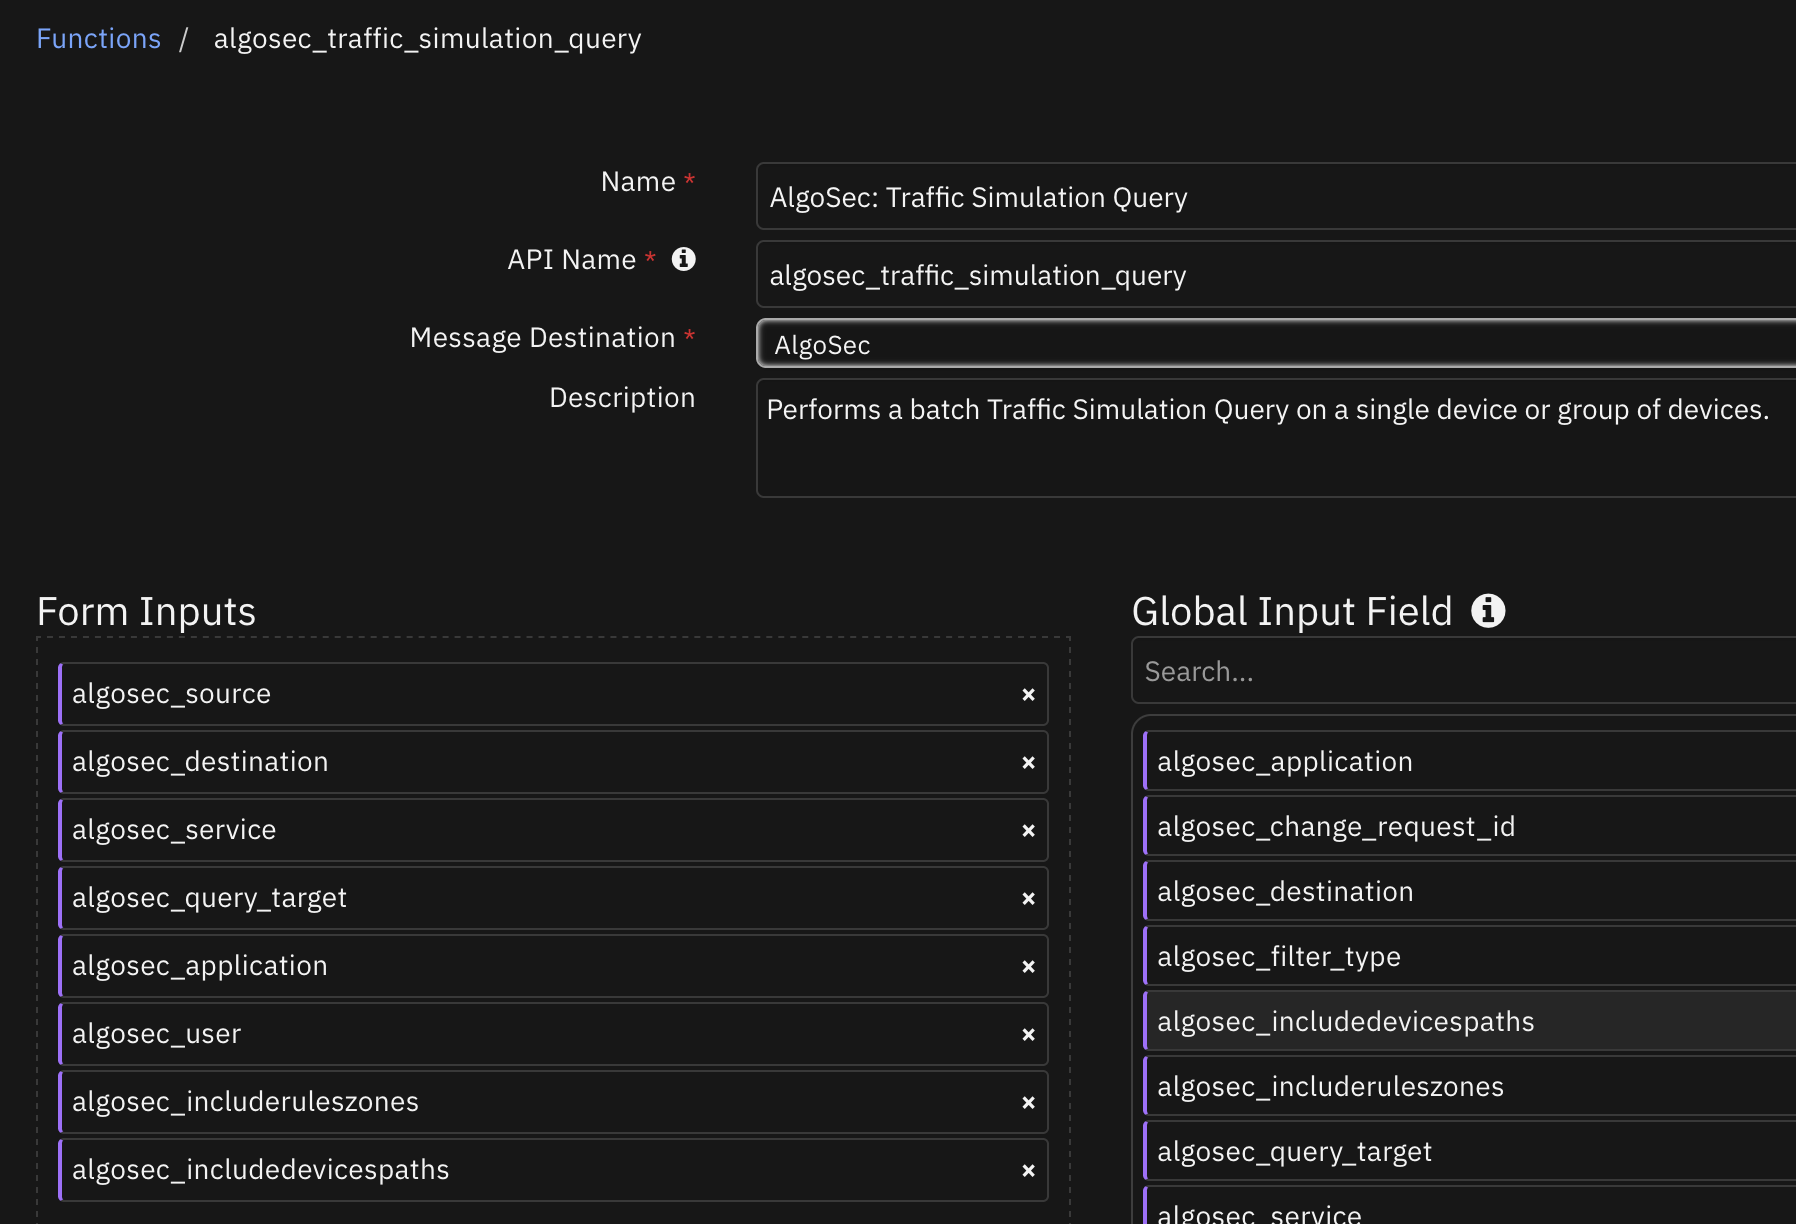 Functions / algosec_traffic_simulation_query
Name *
AlgoSec: Traffic Simulation Query
API Name *
algosec_traffic_simulation_query
Message Destination *
AlgoSec
Description
Performs a batch Traffic Simulation Query on a single device or group of devices.
Form Inputs
algosec_source ×
algosec_destination ×
algosec_service ×
algosec_query_target ×
algosec_application ×
algosec_user ×
algosec_includeruleszones ×
algosec_includedevicespaths ×
Global Input Field
Search...
algosec_application
algosec_change_request_id
algosec_destination
algosec_filter_type
algosec_includedevicespaths
algosec_includeruleszones
algosec_query_target
algosec_service